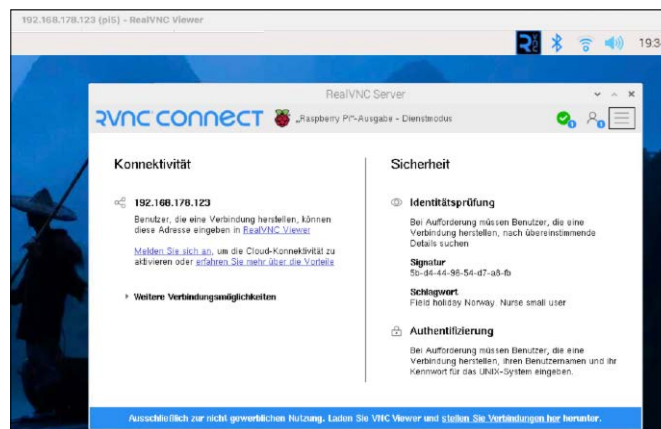 192.168.178.123 (pi5) - RealVNC Viewer
19:3
RealVNC Server
RVNC CONNECT
„Raspberry Pi“-Ausgabe - Dienstmodus
Konnektivität
192.168.178.123
Benutzer, die eine Verbindung herstellen, können
diese Adresse eingeben in RealVNC Viewer
Melden Sie sich an, um die Cloud-Konnektivität zu
aktivieren oder erfahren Sie mehr über die Vorteile
Weitere Verbindungsmöglichkeiten
Sicherheit
Identitätsprüfung
Bei Aufforderung müssen Benutzer, die eine
Verbindung herstellen, nach übereinstimmende
Details suchen
Signatur
5b-d4-44-96-54-d7-a8-fb
Schlagwort
Field holiday Norway. Nurse small user
Authentifizierung
Bei Aufforderung müssen Benutzer, die eine
Verbindung herstellen, ihren Benutzernamen und ihr
Kennwort für das UNIX-System eingeben.
Ausschließlich zur nicht gewerblichen Nutzung. Laden Sie VNC Viewer und stellen Sie Verbindungen her herunter.